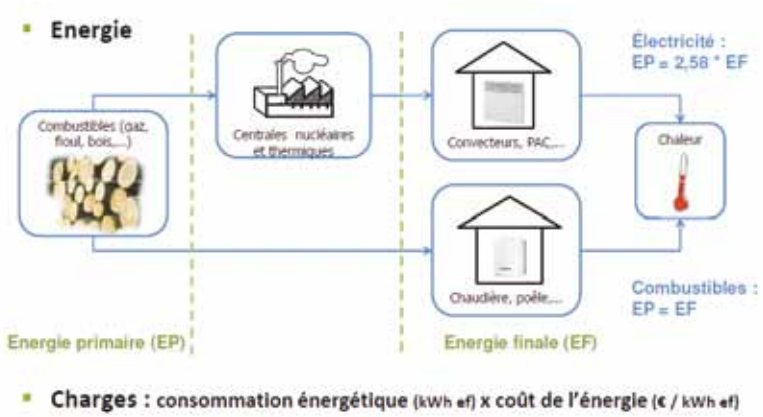 ▪ Energie
Électricité :
EP = 2,58 * EF
Combustibles (gaz,
fioul, bois,...)
Centrales nucléaires
et thermiques
Convecteurs, PAC,...
Chaleur
Chaudière, poêle,...
Combustibles :
EP = EF
Energie primaire (EP)
Energie finale (EF)
▪ Charges : consommation énergétique (kWh ef) x coût de l'énergie (€ / kWh ef)